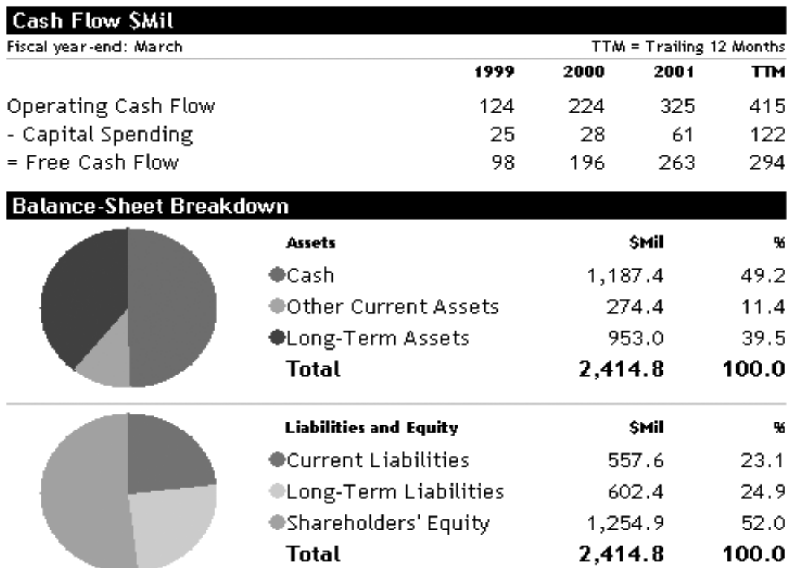 Cash Flow $Mil
Fiscal year-end: March TTM = Trailing 12 Months
1999 2000 2001 TTM
Operating Cash Flow 124 224 325 415
- Capital Spending 25 28 61 122
= Free Cash Flow 98 196 263 294
Balance-Sheet Breakdown
Assets $Mil %
Cash 1,187.4 49.2
Other Current Assets 274.4 11.4
Long-Term Assets 953.0 39.5
Total 2,414.8 100.0
Liabilities and Equity $Mil %
Current Liabilities 557.6 23.1
Long-Term Liabilities 602.4 24.9
Shareholders' Equity 1,254.9 52.0
Total 2,414.8 100.0